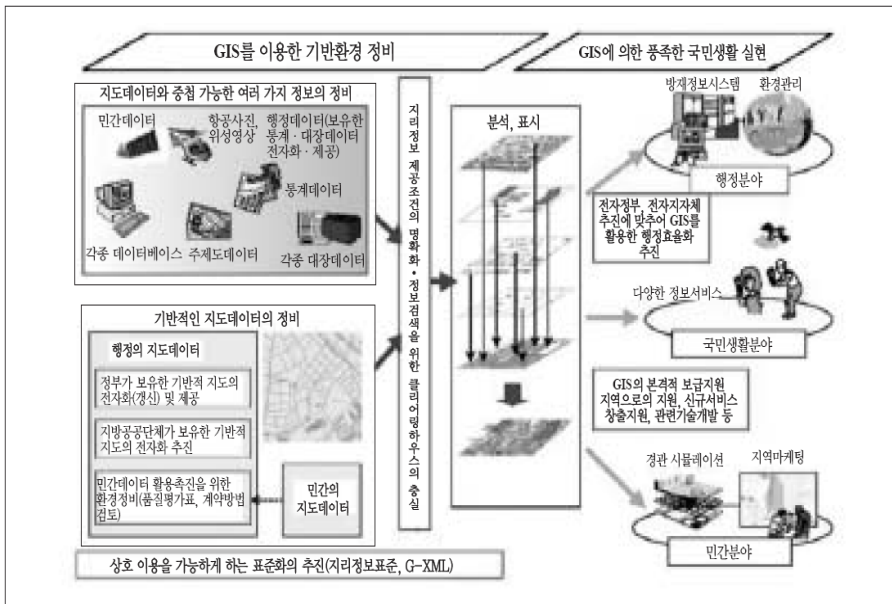 GIS를 이용한 기반환경 정비
GIS에 의한 풍족한 국민생활 실현
지도데이터와 중첩 가능한 여러 가지 정보의 정비
민간데이터
항공사진,
위성영상
행정데이터(보유한
통계·대장데이터
전자화·제공)
통계데이터
각종 데이터베이스
주제도데이터
각종 대장데이터
기반적인 지도데이터의 정비
행정의 지도데이터
정부가 보유한 기반적 지도의
전자화(갱신) 및 제공
지방공공단체가 보유한 기반적
지도의 전자화 추진
민간데이터 활용촉진을 위한
환경정비(품질평가표, 계약방법
검토)
민간의
지도데이터
상호 이용을 가능하게 하는 표준화의 추진(지리정보표준, G-XML)
지리정보 제공조건의 명확화·정보검색을 위한 클리어링하우스의 충실
분석, 표시
방재정보시스템
환경관리
행정분야
전자정부, 전자지자체
추진에 맞추어 GIS를
활용한 행정효율화
추진
다양한 정보서비스
국민생활분야
GIS의 본격적 보급지원
지역으로의 지원, 신규서비스
창출지원, 관련기술개발 등
경관 시뮬레이션
지역마케팅
민간분야